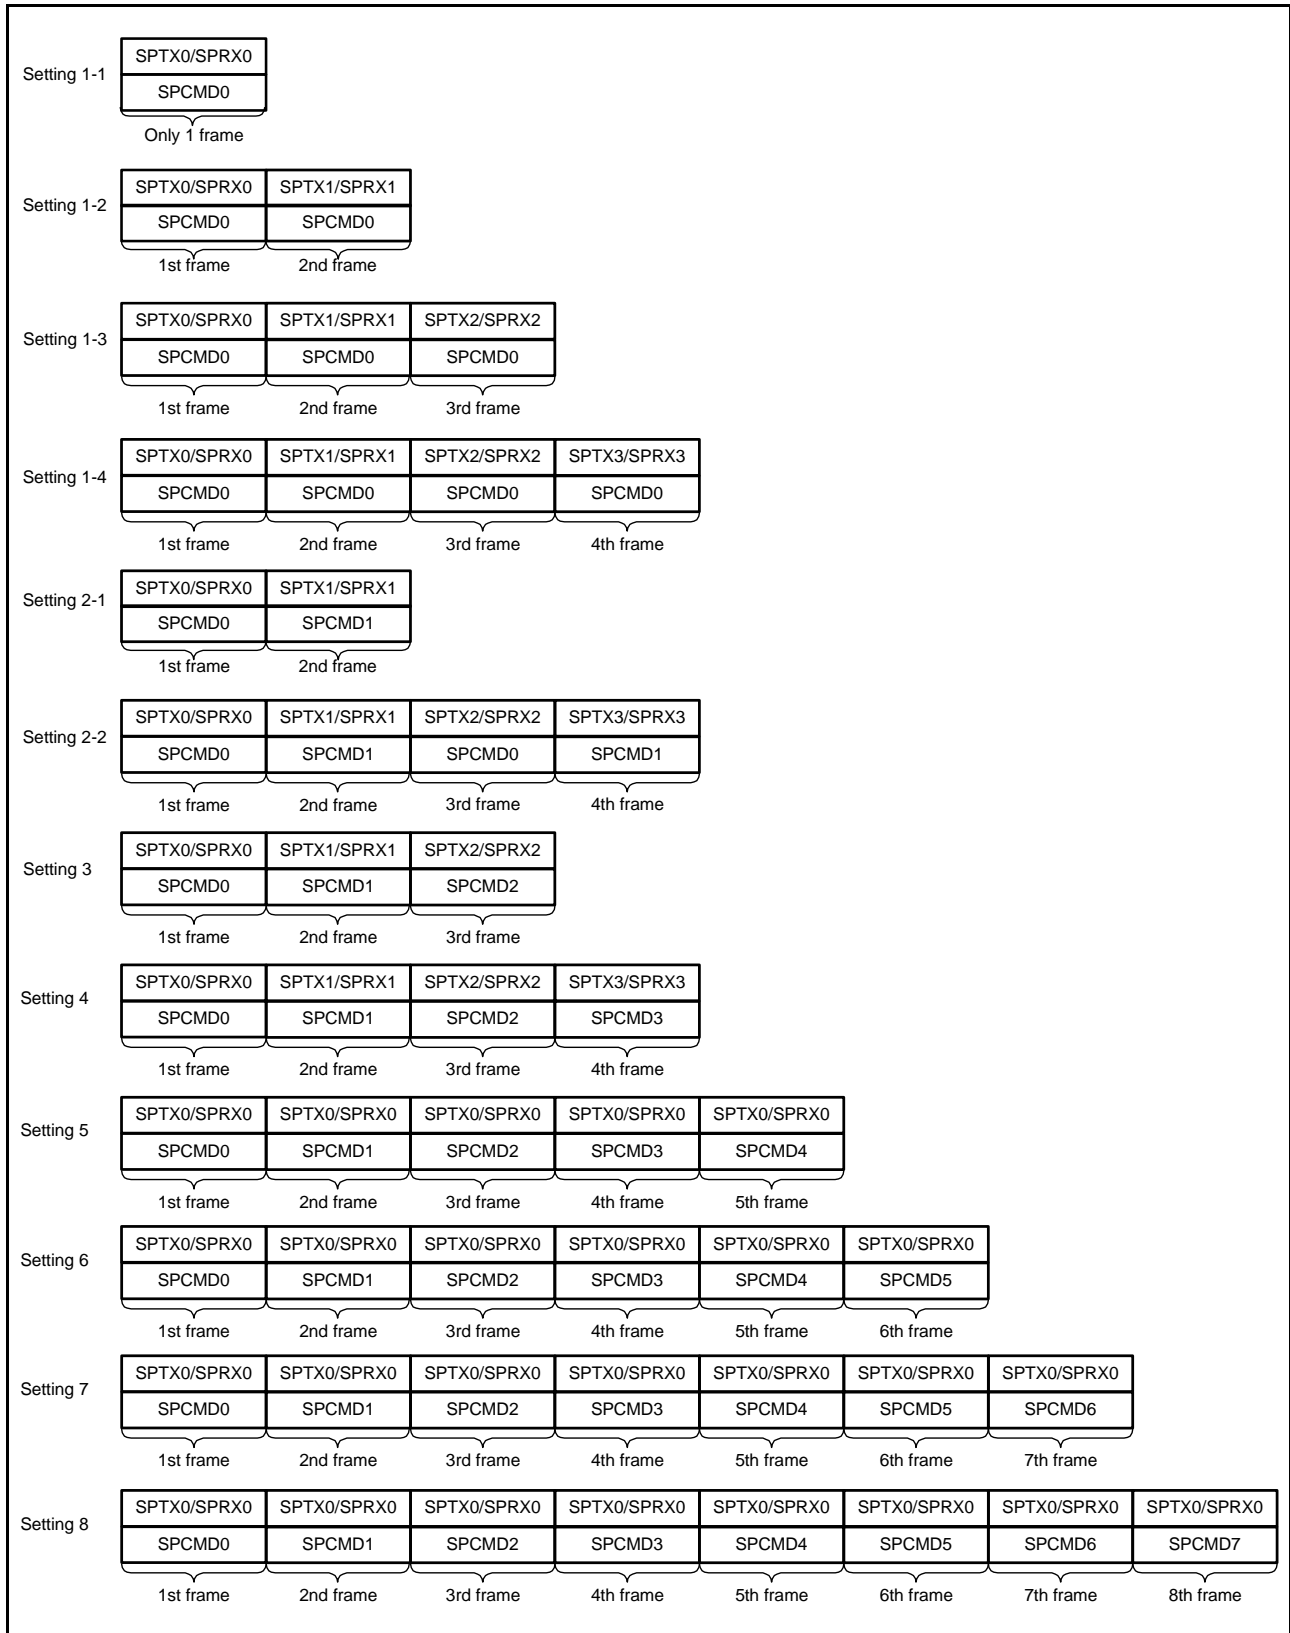 SPTX0/SPRX0
Setting 1-1
SPCMD0
Only 1 frame
SPTX0/SPRX0 SPTX1/SPRX1
Setting 1-2
SPCMD0 SPCMD0
1st frame 2nd frame
SPTX0/SPRX0 SPTX1/SPRX1 SPTX2/SPRX2
Setting 1-3
SPCMD0 SPCMD0 SPCMD0
1st frame 2nd frame 3rd frame
SPTX0/SPRX0 SPTX1/SPRX1 SPTX2/SPRX2 SPTX3/SPRX3
Setting 1-4
SPCMD0 SPCMD0 SPCMD0 SPCMD0
1st frame 2nd frame 3rd frame 4th frame
SPTX0/SPRX0 SPTX1/SPRX1
Setting 2-1
SPCMD0 SPCMD1
1st frame 2nd frame
SPTX0/SPRX0 SPTX1/SPRX1 SPTX2/SPRX2 SPTX3/SPRX3
Setting 2-2
SPCMD0 SPCMD1 SPCMD0 SPCMD1
1st frame 2nd frame 3rd frame 4th frame
SPTX0/SPRX0 SPTX1/SPRX1 SPTX2/SPRX2
Setting 3
SPCMD0 SPCMD1 SPCMD2
1st frame 2nd frame 3rd frame
SPTX0/SPRX0 SPTX1/SPRX1 SPTX2/SPRX2 SPTX3/SPRX3
Setting 4
SPCMD0 SPCMD1 SPCMD2 SPCMD3
1st frame 2nd frame 3rd frame 4th frame
SPTX0/SPRX0 SPTX0/SPRX0 SPTX0/SPRX0 SPTX0/SPRX0 SPTX0/SPRX0
Setting 5
SPCMD0 SPCMD1 SPCMD2 SPCMD3 SPCMD4
1st frame 2nd frame 3rd frame 4th frame 5th frame
SPTX0/SPRX0 SPTX0/SPRX0 SPTX0/SPRX0 SPTX0/SPRX0 SPTX0/SPRX0 SPTX0/SPRX0
Setting 6
SPCMD0 SPCMD1 SPCMD2 SPCMD3 SPCMD4 SPCMD5
1st frame 2nd frame 3rd frame 4th frame 5th frame 6th frame
SPTX0/SPRX0 SPTX0/SPRX0 SPTX0/SPRX0 SPTX0/SPRX0 SPTX0/SPRX0 SPTX0/SPRX0 SPTX0/SPRX0
Setting 7
SPCMD0 SPCMD1 SPCMD2 SPCMD3 SPCMD4 SPCMD5 SPCMD6
1st frame 2nd frame 3rd frame 4th frame 5th frame 6th frame 7th frame
SPTX0/SPRX0 SPTX0/SPRX0 SPTX0/SPRX0 SPTX0/SPRX0 SPTX0/SPRX0 SPTX0/SPRX0 SPTX0/SPRX0 SPTX0/SPRX0
Setting 8
SPCMD0 SPCMD1 SPCMD2 SPCMD3 SPCMD4 SPCMD5 SPCMD6 SPCMD7
1st frame 2nd frame 3rd frame 4th frame 5th frame 6th frame 7th frame 8th frame